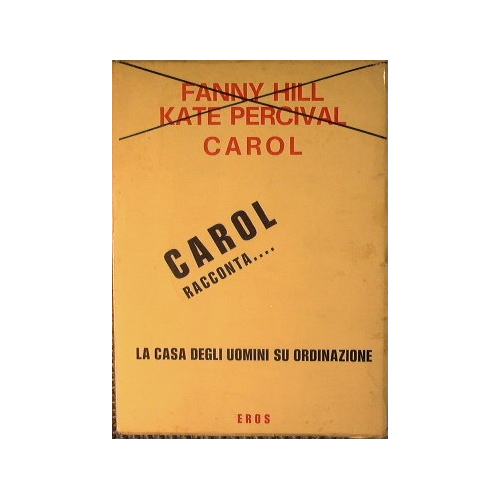 FANNY HILL
KATE PERCIVAL
CAROL
CAROL
RACCONTA....
LA CASA DEGLI UOMINI SU ORDINAZIONE
EROS